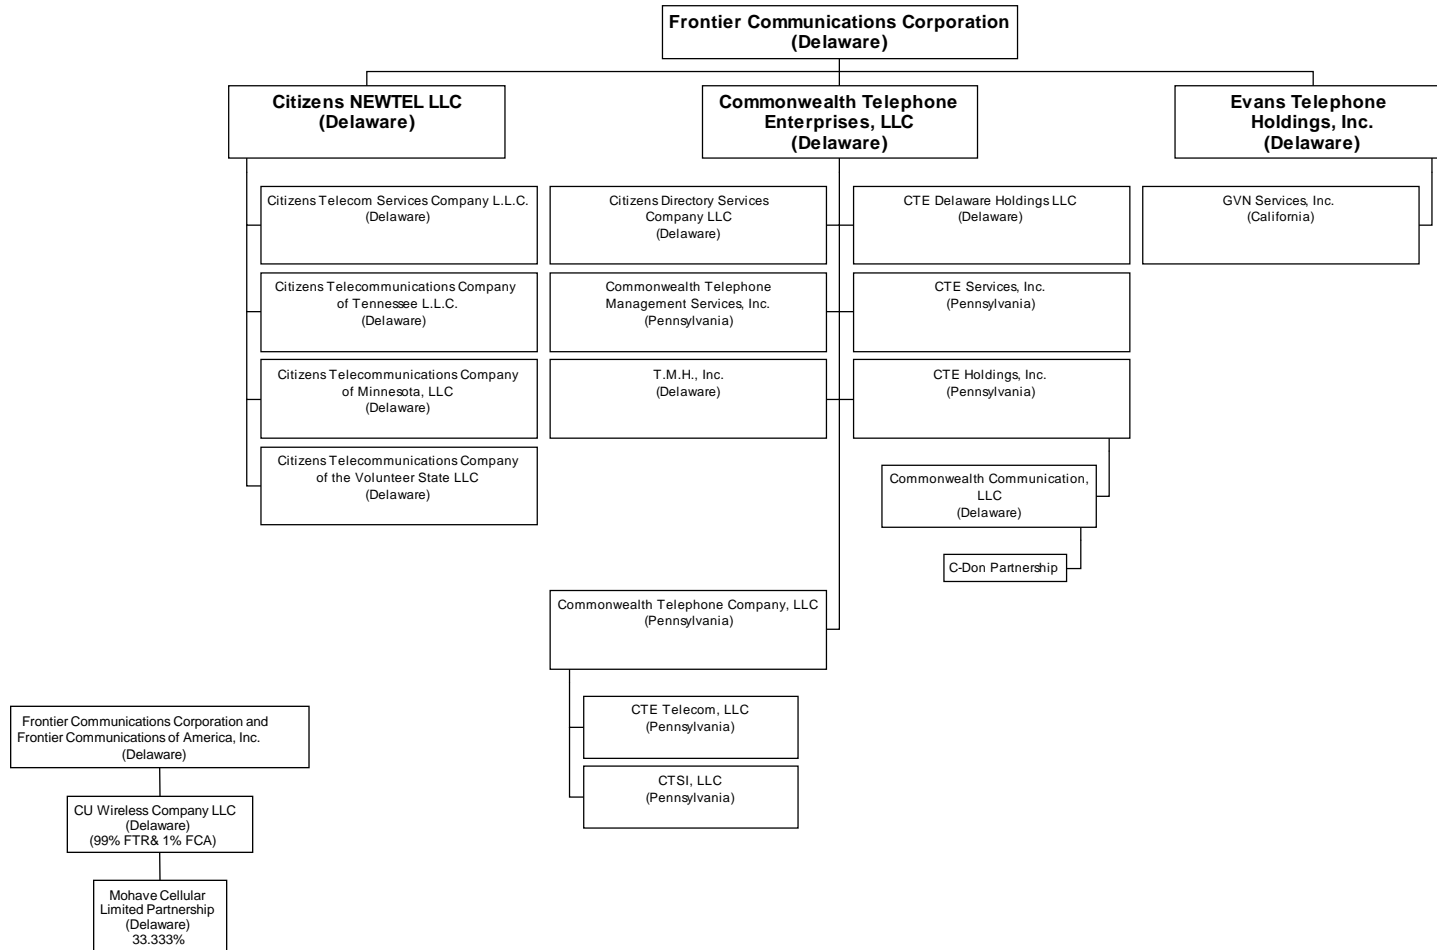 Frontier Communications Corporation
(Delaware)
Citizens NEWTEL LLC
(Delaware)
Commonwealth Telephone
Enterprises, LLC
(Delaware)
Evans Telephone
Holdings, Inc.
(Delaware)
Citizens Telecom Services Company L.L.C.
(Delaware)
Citizens Directory Services
Company LLC
(Delaware)
CTE Delaware Holdings LLC
(Delaware)
GVN Services, Inc.
(California)
Citizens Telecommunications Company
of Tennessee L.L.C.
(Delaware)
Commonwealth Telephone
Management Services, Inc.
(Pennsylvania)
CTE Services, Inc.
(Pennsylvania)
Citizens Telecommunications Company
of Minnesota, LLC
(Delaware)
T.M.H., Inc.
(Delaware)
CTE Holdings, Inc.
(Pennsylvania)
Citizens Telecommunications Company
of the Volunteer State LLC
(Delaware)
Commonwealth Communication,
LLC
(Delaware)
C-Don Partnership
Commonwealth Telephone Company, LLC
(Pennsylvania)
CTE Telecom, LLC
(Pennsylvania)
CTSI, LLC
(Pennsylvania)
Frontier Communications Corporation and
Frontier Communications of America, Inc.
(Delaware)
CU Wireless Company LLC
(Delaware)
(99% FTR& 1% FCA)
Mohave Cellular
Limited Partnership
(Delaware)
33.333%